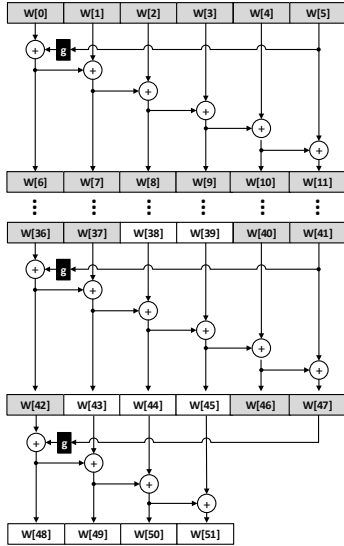 W[0] W[1] W[2] W[3] W[4] W[5]
+ g
+
+
+
+
+
W[6] W[7] W[8] W[9] W[10] W[11]
W[36] W[37] W[38] W[39] W[40] W[41]
+ g
+
+
+
+
+
W[42] W[43] W[44] W[45] W[46] W[47]
+ g
+
+
+
W[48] W[49] W[50] W[51]